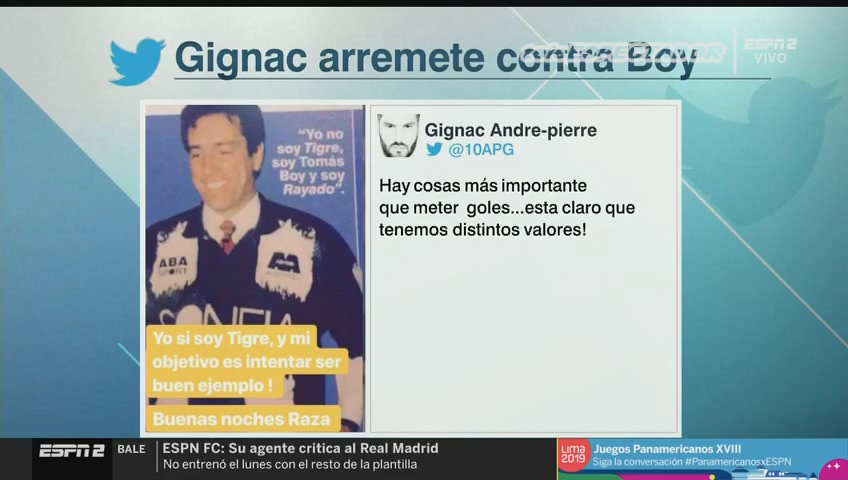 Gignac arremete contra Boy
ESPN 2
VIVO
"Yo no
soy Tigre,
soy Tomás
Boy y soy
Rayado".
ABA
SPORT
Yo si soy Tigre, y mi
objetivo es intentar ser
buen ejemplo !
Buenas noches Raza
Gignac Andre-pierre
@10APG
Hay cosas más importante
que meter goles...esta claro que
tenemos distintos valores!
ESPN 2
BALE
ESPN FC: Su agente critica al Real Madrid
No entrenó el lunes con el resto de la plantilla
LIMA
2019
Juegos Panamericanos XVIII
Siga la conversación #PanamericanosxESPN